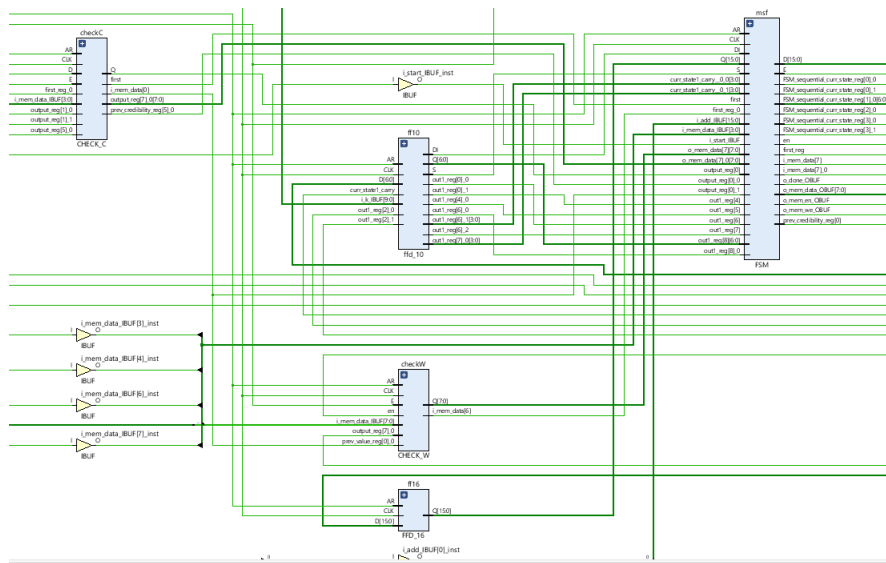 checkC
AR
CLK
D
E
first_reg_0
i_mem_data_IBUF[3:0]
output_reg[1]_0
output_reg[1]_1
output_reg[5]_0
Q
first
i_mem_data[0]
output_reg[7]_0[7:0]
prev_credibility_reg[5]_0
CHECK_C
i_start_IBUF_inst
I
O
IBUF
ff10
AR
CLK
D[6:0]
curr_state1_carry
i_k_IBUF[9:0]
out1_reg[2]_0
out1_reg[2]_1
DI
Q[6:0]
S
out1_reg[0]_0
out1_reg[0]_1
out1_reg[4]_0
out1_reg[6]_0
out1_reg[6]_1[3:0]
out1_reg[6]_2
out1_reg[7]_0[3:0]
ffd_10
msf
AR
CLK
DI
Q[15:0]
S
curr_state1_carry__0_0[3:0]
curr_state1_carry__0_1[3:0]
first
first_reg_0
i_add_IBUF[15:0]
i_mem_data_IBUF[3:0]
i_start_IBUF
o_mem_data[7][7:0]
o_mem_data[7]_0[7:0]
output_reg[0]
output_reg[0]_0
output_reg[0]_1
out1_reg[4]
out1_reg[5]
out1_reg[6]
out1_reg[7]
out1_reg[8][6:0]
out1_reg[8]_0
D[15:0]
E
FSM_sequential_curr_state_reg[0]_0
FSM_sequential_curr_state_reg[0]_1
FSM_sequential_curr_state_reg[1]_0[6:0]
FSM_sequential_curr_state_reg[2]_0
FSM_sequential_curr_state_reg[3]_0
FSM_sequential_curr_state_reg[3]_1
en
first_reg
i_mem_data[7]
i_mem_data[7]_0
o_done_OBUF
o_mem_data_OBUF[7:0]
o_mem_en_OBUF
o_mem_we_OBUF
prev_credibility_reg[0]
FSM
i_mem_data_IBUF[3]_inst
I
O
IBUF
i_mem_data_IBUF[4]_inst
I
O
IBUF
i_mem_data_IBUF[6]_inst
I
O
IBUF
i_mem_data_IBUF[7]_inst
I
O
IBUF
checkW
AR
CLK
E
en
i_mem_data_IBUF[7:0]
output_reg[7]_0
prev_value_reg[0]_0
Q[7:0]
i_mem_data[6]
CHECK_W
ff16
AR
CLK
D[15:0]
Q[15:0]
FFD_16
i_add_IBUF[0]_inst
I
O